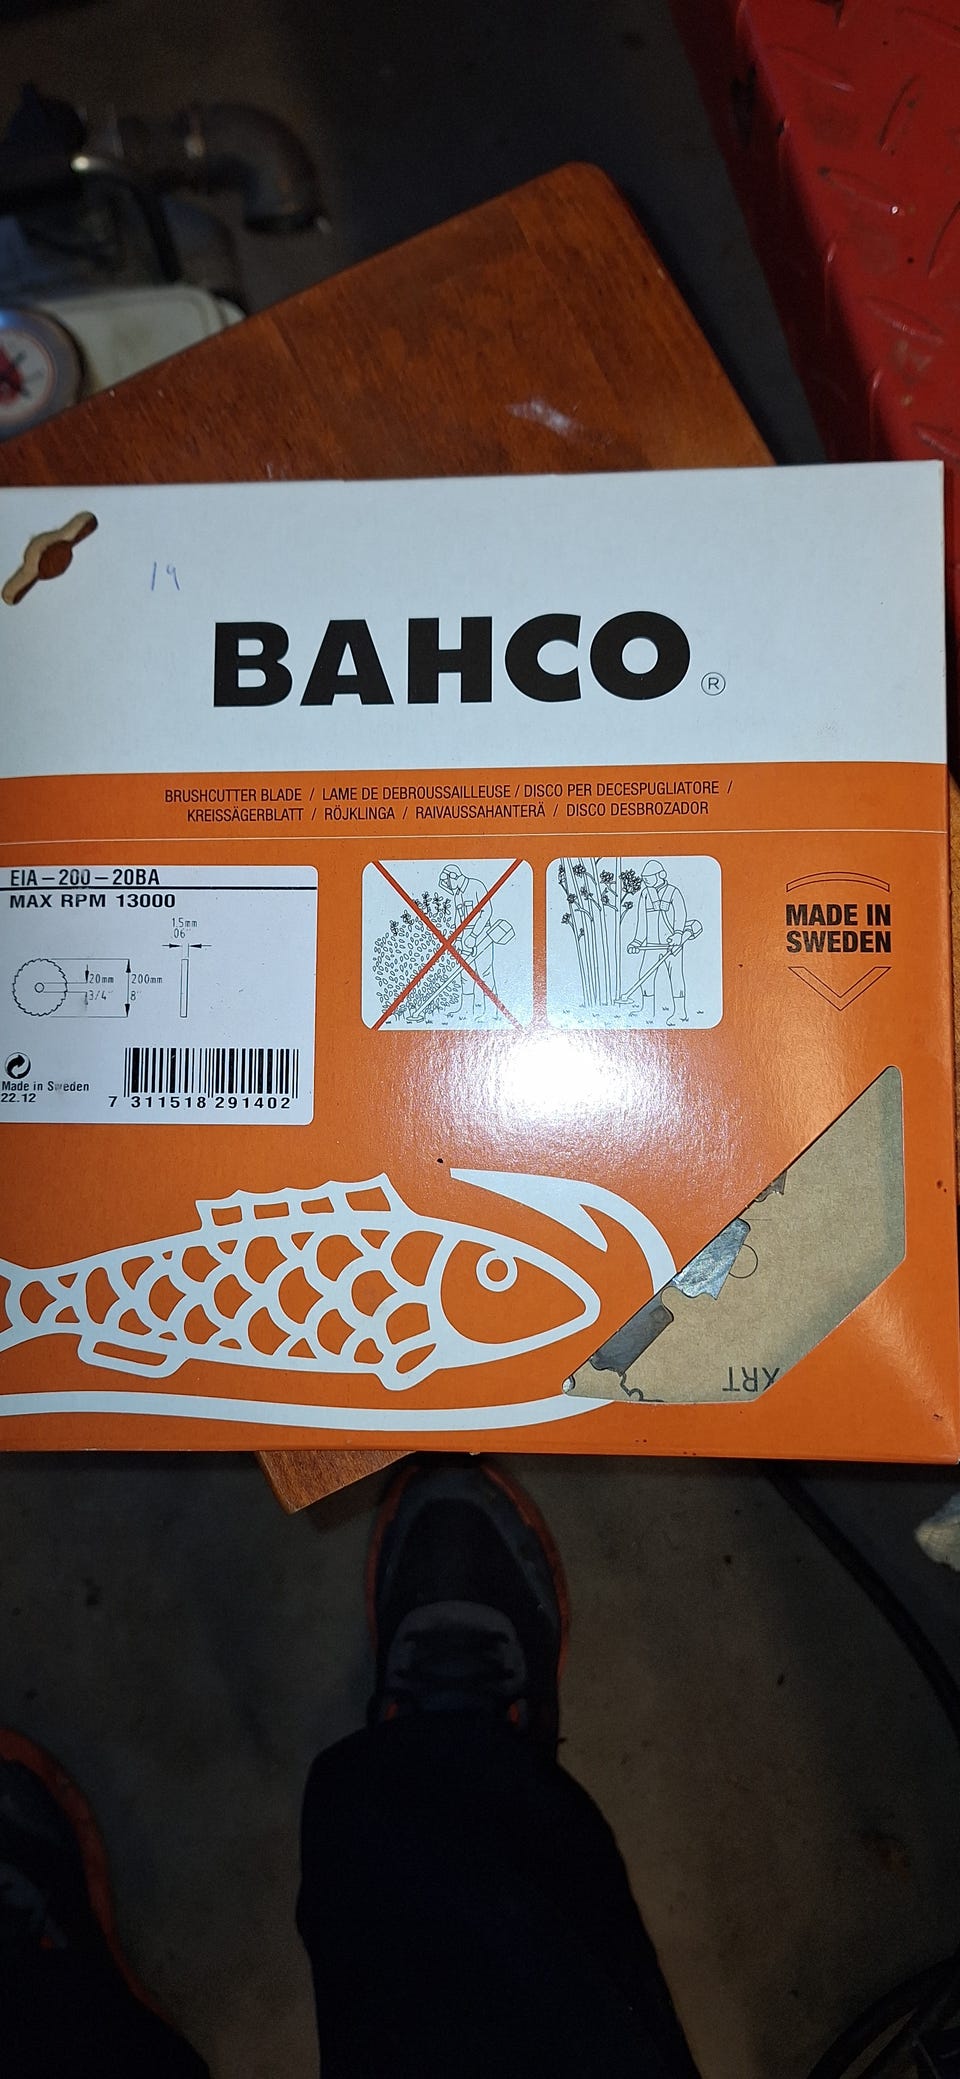 19
BAHCO®
BRUSHCUTTER BLADE / LAME DE DEBROUSSAILLEUSE / DISCO PER DECESPUGLIATORE /
KREISSÄGERBLATT / RÖJKLINGA / RAIVAUSSAHANTERÄ / DISCO DESBROZADOR
EIA-200-20BA
MAX RPM 13000
1,5mm
.06"
20mm
3/4"
200mm
8"
Made in Sweden
22.12
7 311518 291402
MADE IN
SWEDEN
XRT